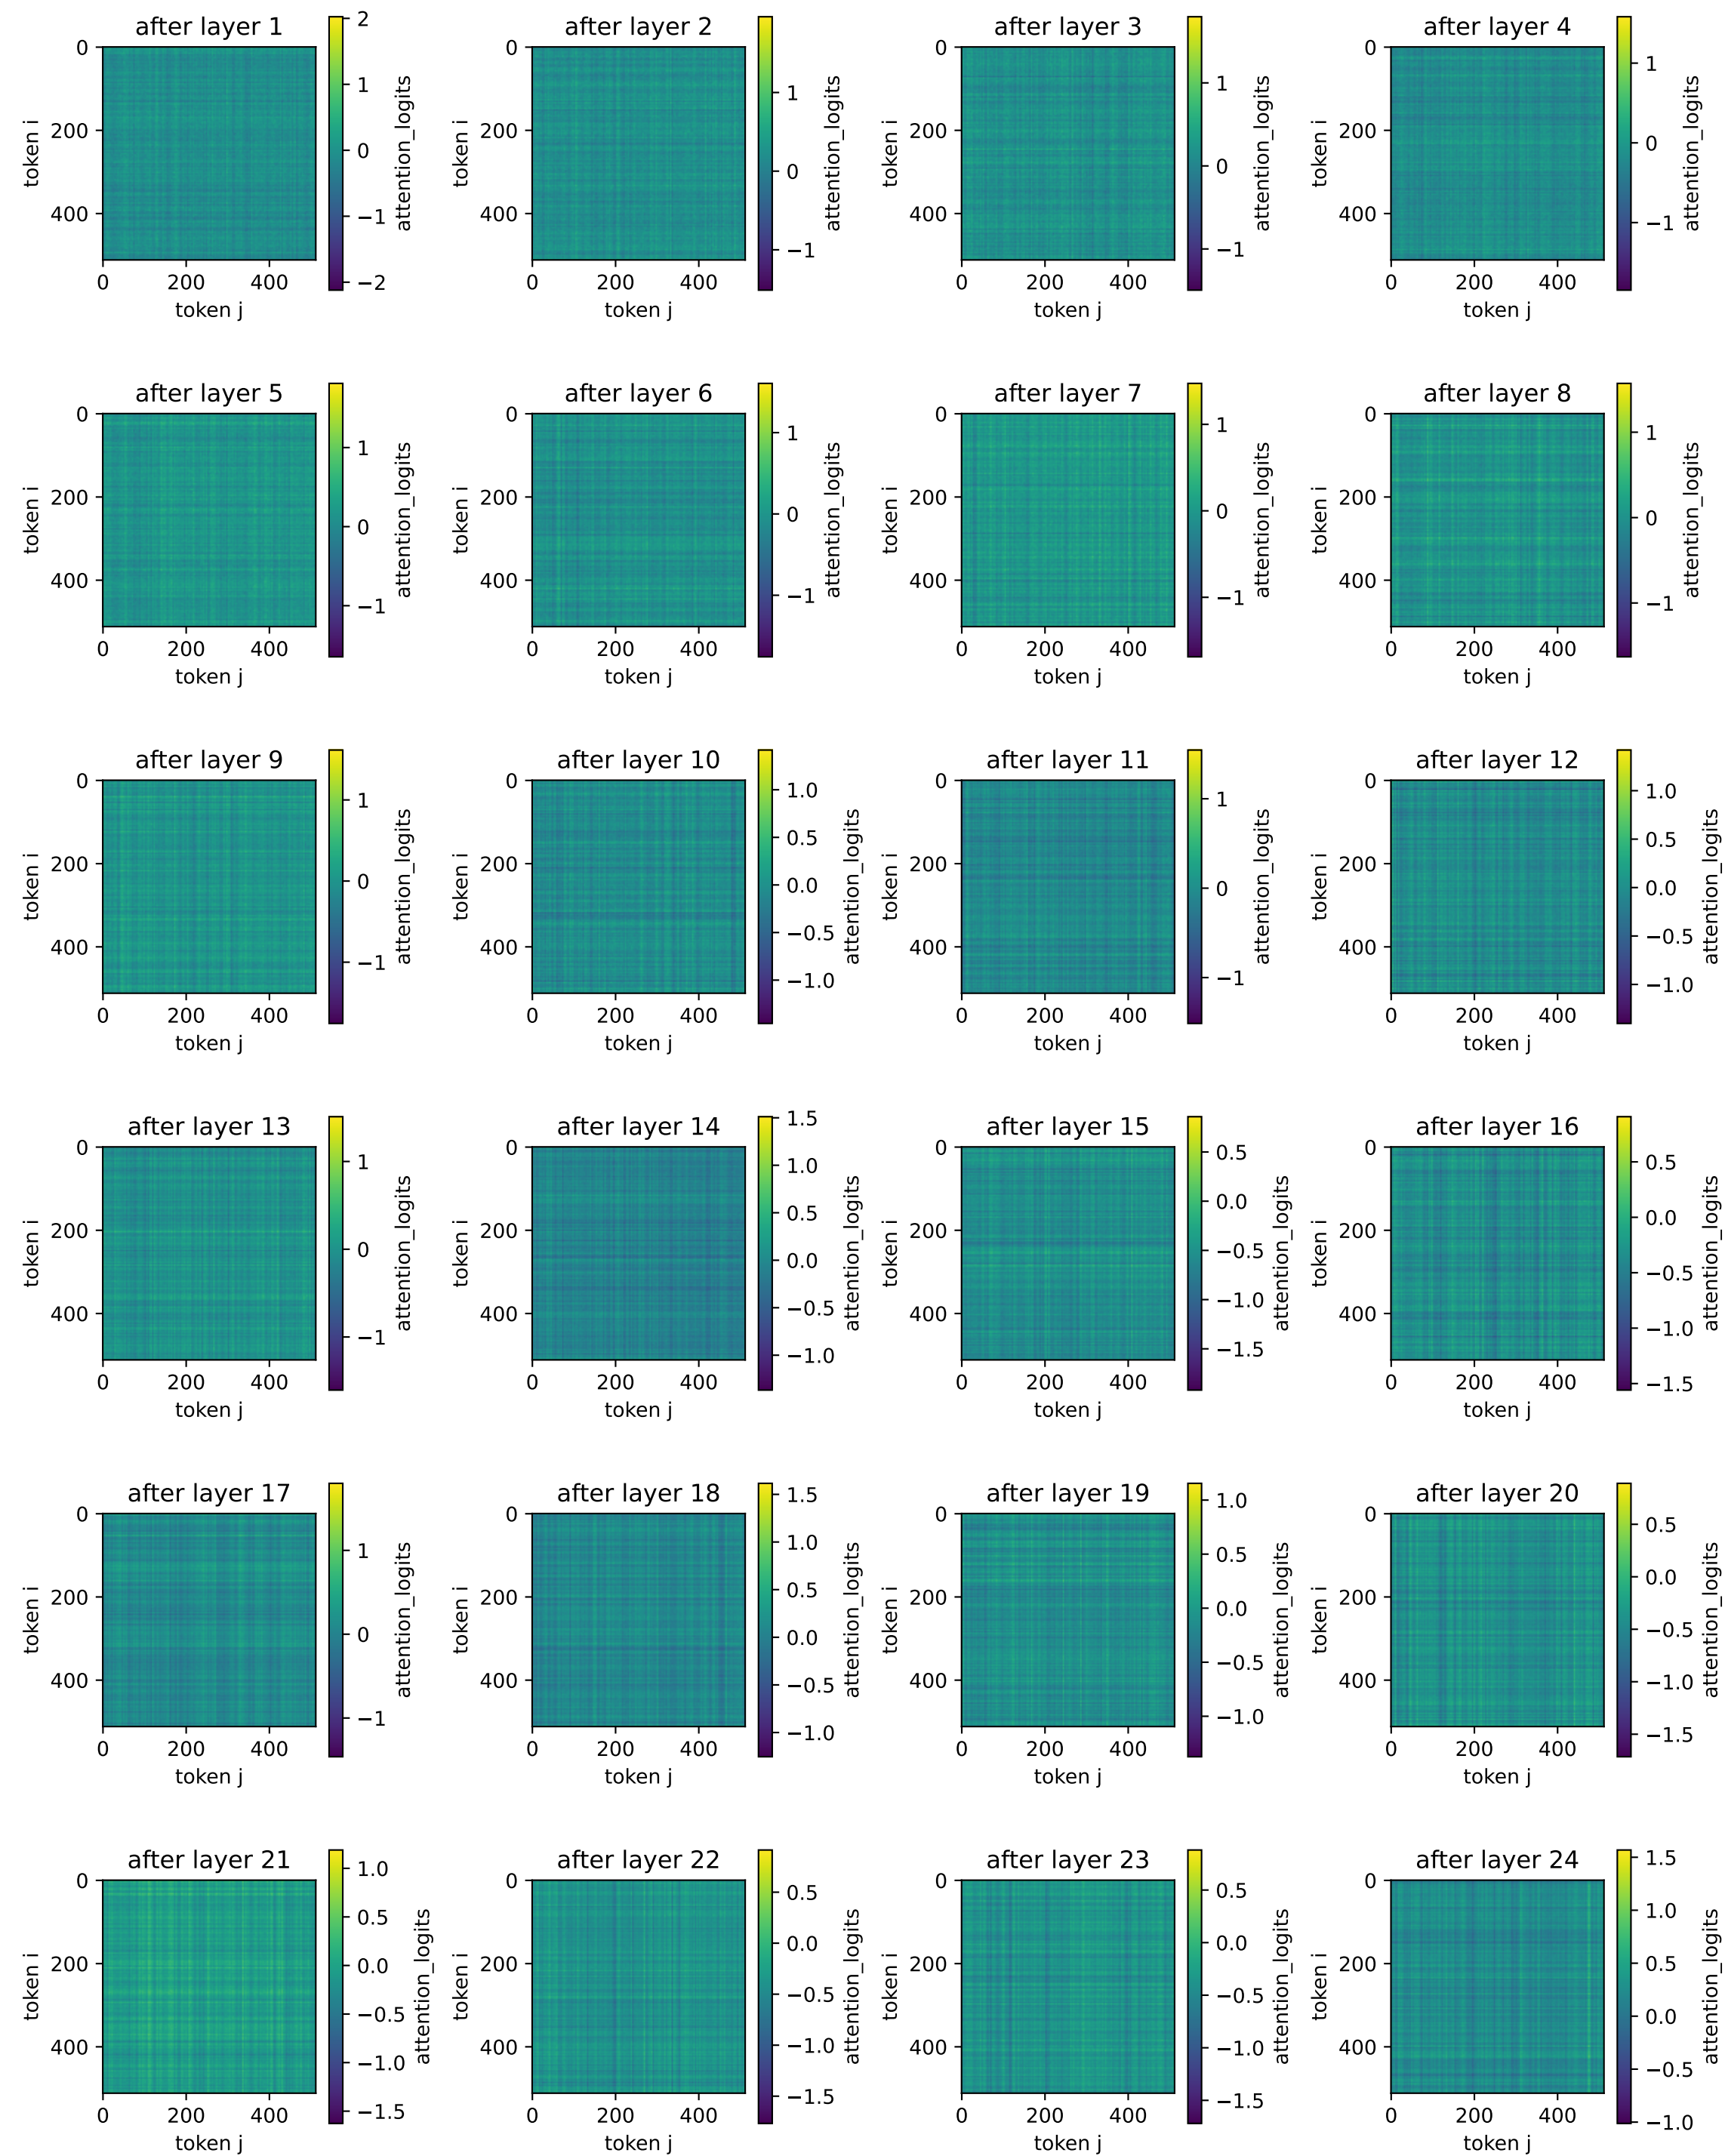 after layer 1
0
200
400
0 200 400
token i
token j
2
1
0
−1
−2
attention_logits
after layer 2
0
200
400
0 200 400
token i
token j
1
0
−1
attention_logits
after layer 3
0
200
400
0 200 400
token i
token j
1
0
−1
attention_logits
after layer 4
0
200
400
0 200 400
token i
token j
1
0
−1
attention_logits
after layer 5
0
200
400
0 200 400
token i
token j
1
0
−1
attention_logits
after layer 6
0
200
400
0 200 400
token i
token j
1
0
−1
attention_logits
after layer 7
0
200
400
0 200 400
token i
token j
1
0
−1
attention_logits
after layer 8
0
200
400
0 200 400
token i
token j
1
0
−1
attention_logits
after layer 9
0
200
400
0 200 400
token i
token j
1
0
−1
attention_logits
after layer 10
0
200
400
0 200 400
token i
token j
1.0
0.5
0.0
−0.5
−1.0
attention_logits
after layer 11
0
200
400
0 200 400
token i
token j
1
0
−1
attention_logits
after layer 12
0
200
400
0 200 400
token i
token j
1.0
0.5
0.0
−0.5
−1.0
attention_logits
after layer 13
0
200
400
0 200 400
token i
token j
1
0
−1
attention_logits
after layer 14
0
200
400
0 200 400
token i
token j
1.5
1.0
0.5
0.0
−0.5
−1.0
attention_logits
after layer 15
0
200
400
0 200 400
token i
token j
0.5
0.0
−0.5
−1.0
−1.5
attention_logits
after layer 16
0
200
400
0 200 400
token i
token j
0.5
0.0
−0.5
−1.0
−1.5
attention_logits
after layer 17
0
200
400
0 200 400
token i
token j
1
0
−1
attention_logits
after layer 18
0
200
400
0 200 400
token i
token j
1.5
1.0
0.5
0.0
−0.5
−1.0
attention_logits
after layer 19
0
200
400
0 200 400
token i
token j
1.0
0.5
0.0
−0.5
−1.0
attention_logits
after layer 20
0
200
400
0 200 400
token i
token j
0.5
0.0
−0.5
−1.0
−1.5
attention_logits
after layer 21
0
200
400
0 200 400
token i
token j
1.0
0.5
0.0
−0.5
−1.0
−1.5
attention_logits
after layer 22
0
200
400
0 200 400
token i
token j
0.5
0.0
−0.5
−1.0
−1.5
attention_logits
after layer 23
0
200
400
0 200 400
token i
token j
0.5
0.0
−0.5
−1.0
−1.5
attention_logits
after layer 24
0
200
400
0 200 400
token i
token j
1.5
1.0
0.5
0.0
−0.5
−1.0
attention_logits